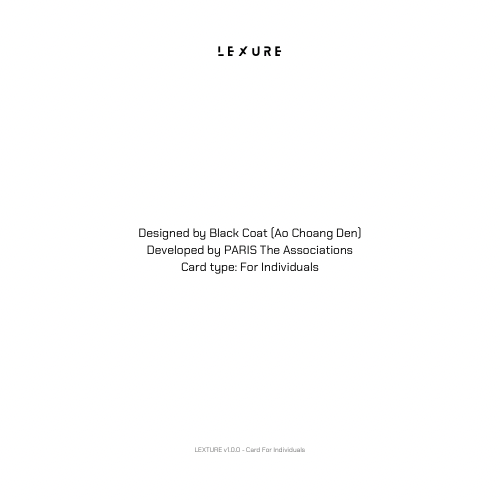 LEXURE
Designed by Black Coat (Ao Choang Den)
Developed by PARIS The Associations
Card type: For Individuals
LEXTURE v1.0.0 - Card For Individuals